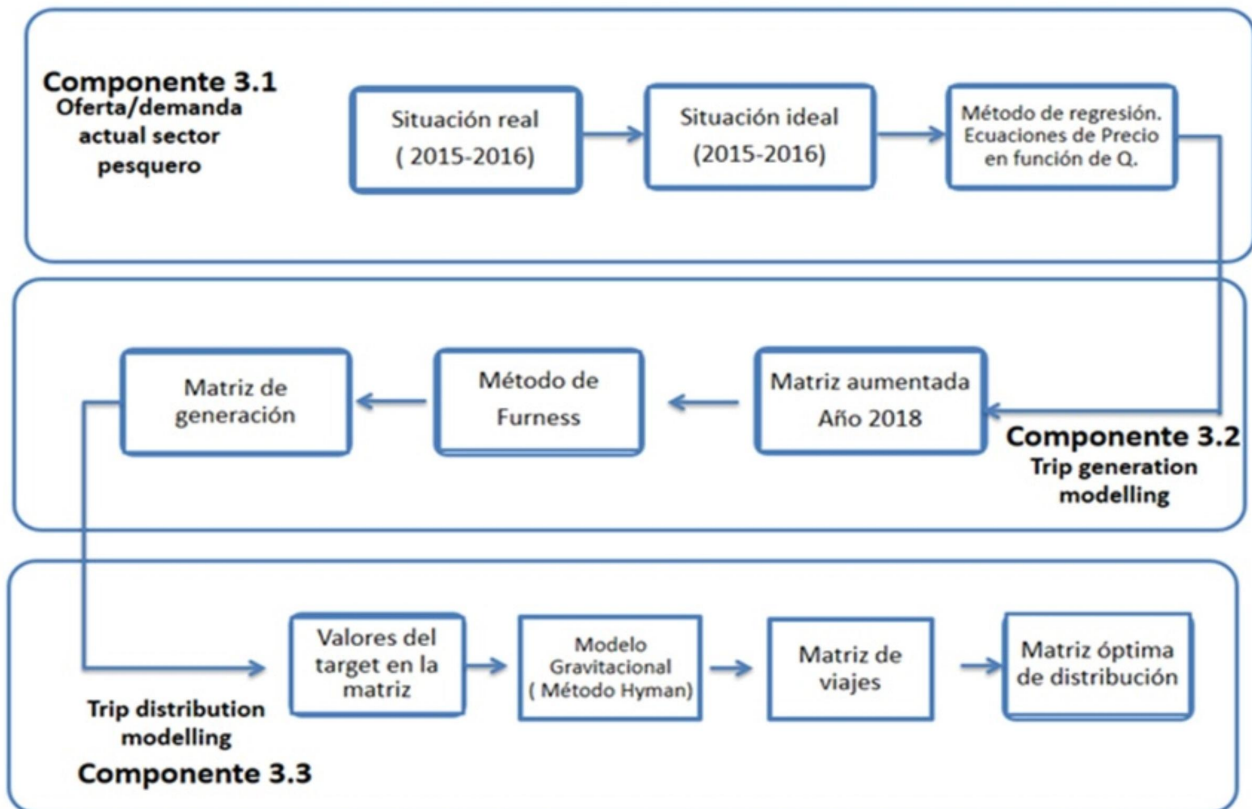 Componente 3.1
Oferta/demanda
actual sector
pesquero
Situación real
( 2015-2016)
Situación ideal
(2015-2016)
Método de regresión.
Ecuaciones de Precio
en función de Q.
Matriz de
generación
Método de
Furness
Matriz aumentada
Año 2018
Componente 3.2
Trip generation
modelling
Valores del
target en la
matriz
Modelo
Gravitacional
( Método Hyman)
Matriz de
viajes
Matriz óptima
de distribución
Trip distribution
modelling
Componente 3.3